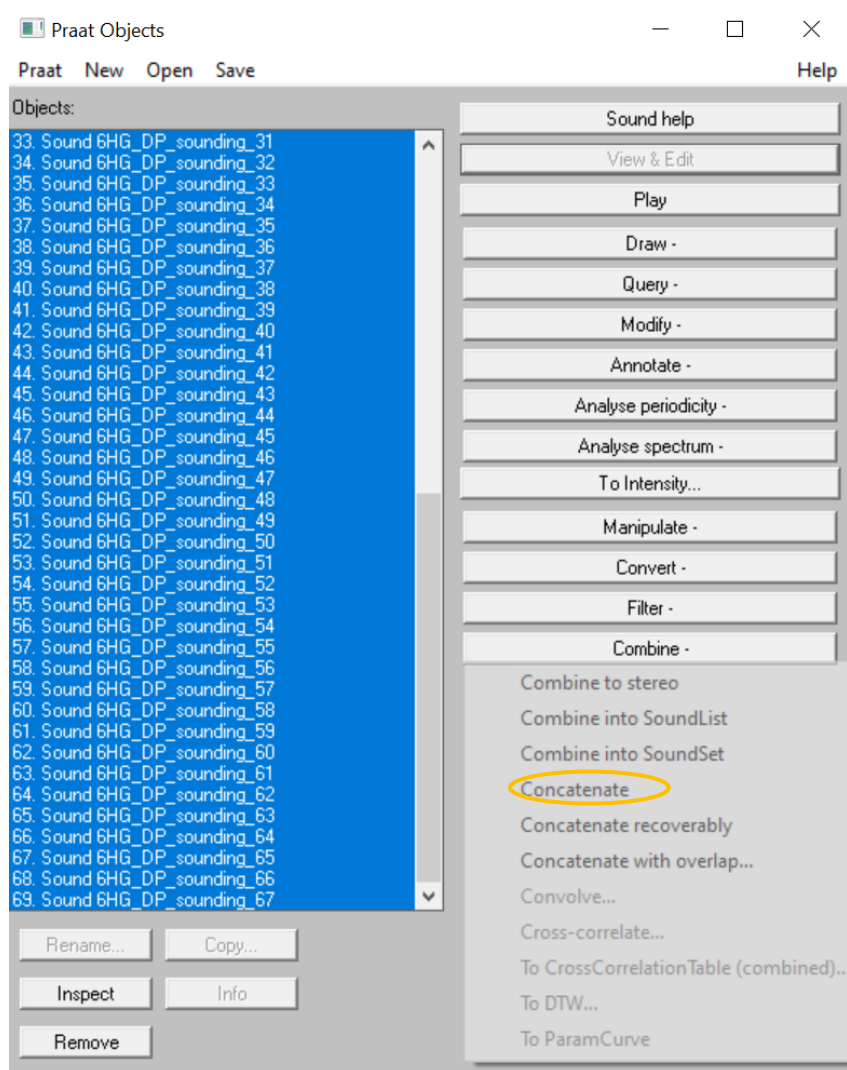 Praat Objects
Praat New Open Save Help
Objects:
33. Sound 6HG_DP_sounding_31
34. Sound 6HG_DP_sounding_32
35. Sound 6HG_DP_sounding_33
36. Sound 6HG_DP_sounding_34
37. Sound 6HG_DP_sounding_35
38. Sound 6HG_DP_sounding_36
39. Sound 6HG_DP_sounding_37
40. Sound 6HG_DP_sounding_38
41. Sound 6HG_DP_sounding_39
42. Sound 6HG_DP_sounding_40
43. Sound 6HG_DP_sounding_41
44. Sound 6HG_DP_sounding_42
45. Sound 6HG_DP_sounding_43
46. Sound 6HG_DP_sounding_44
47. Sound 6HG_DP_sounding_45
48. Sound 6HG_DP_sounding_46
49. Sound 6HG_DP_sounding_47
50. Sound 6HG_DP_sounding_48
51. Sound 6HG_DP_sounding_49
52. Sound 6HG_DP_sounding_50
53. Sound 6HG_DP_sounding_51
54. Sound 6HG_DP_sounding_52
55. Sound 6HG_DP_sounding_53
56. Sound 6HG_DP_sounding_54
57. Sound 6HG_DP_sounding_55
58. Sound 6HG_DP_sounding_56
59. Sound 6HG_DP_sounding_57
60. Sound 6HG_DP_sounding_58
61. Sound 6HG_DP_sounding_59
62. Sound 6HG_DP_sounding_60
63. Sound 6HG_DP_sounding_61
64. Sound 6HG_DP_sounding_62
65. Sound 6HG_DP_sounding_63
66. Sound 6HG_DP_sounding_64
67. Sound 6HG_DP_sounding_65
68. Sound 6HG_DP_sounding_66
69. Sound 6HG_DP_sounding_67
Rename... Copy...
Inspect Info
Remove
Sound help
View & Edit
Play
Draw -
Query -
Modify -
Annotate -
Analyse periodicity -
Analyse spectrum -
To Intensity...
Manipulate -
Convert -
Filter -
Combine -
Combine to stereo
Combine into SoundList
Combine into SoundSet
Concatenate
Concatenate recoverably
Concatenate with overlap...
Convolve...
Cross-correlate...
To CrossCorrelationTable (combined)..
To DTW...
To ParamCurve